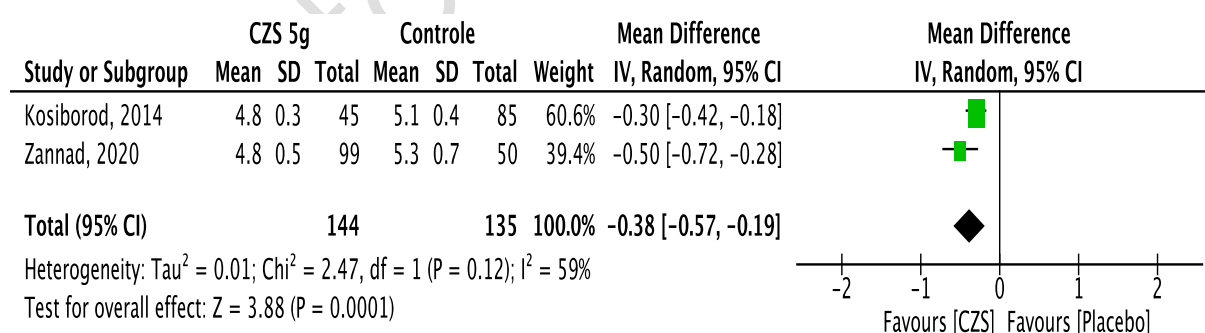 CZS 5g Controle Mean Difference Mean Difference
Study or Subgroup Mean SD Total Mean SD Total Weight IV, Random, 95% CI IV, Random, 95% CI
Kosiborod, 2014 4.8 0.3 45 5.1 0.4 85 60.6% −0.30 [−0.42, −0.18]
Zannad, 2020 4.8 0.5 99 5.3 0.7 50 39.4% −0.50 [−0.72, −0.28]
Total (95% CI) 144 135 100.0% −0.38 [−0.57, −0.19]
Heterogeneity: Tau² = 0.01; Chi² = 2.47, df = 1 (P = 0.12); I² = 59%
Test for overall effect: Z = 3.88 (P = 0.0001)
−2 −1 0 1 2
Favours [CZS] Favours [Placebo]